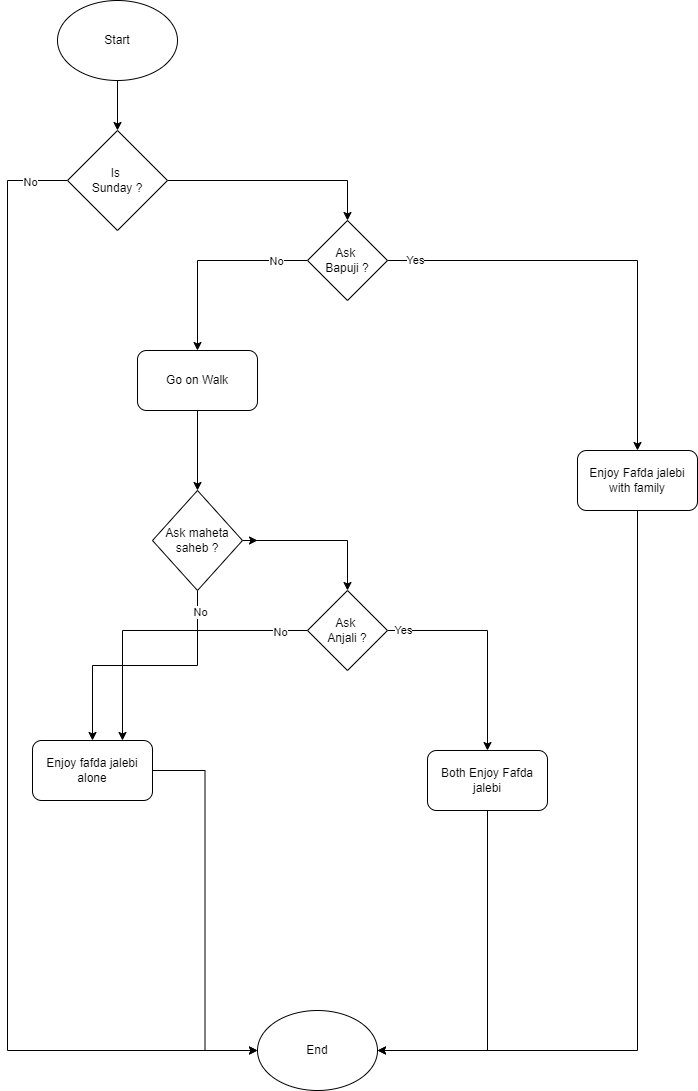 Start
Is
Sunday ?
No
Ask
Bapuji ?
No
Yes
Go on Walk
Enjoy Fafda jalebi
with family
Ask maheta
saheb ?
No
No
Ask
Anjali ?
Yes
Enjoy fafda jalebi
alone
Both Enjoy Fafda
jalebi
End